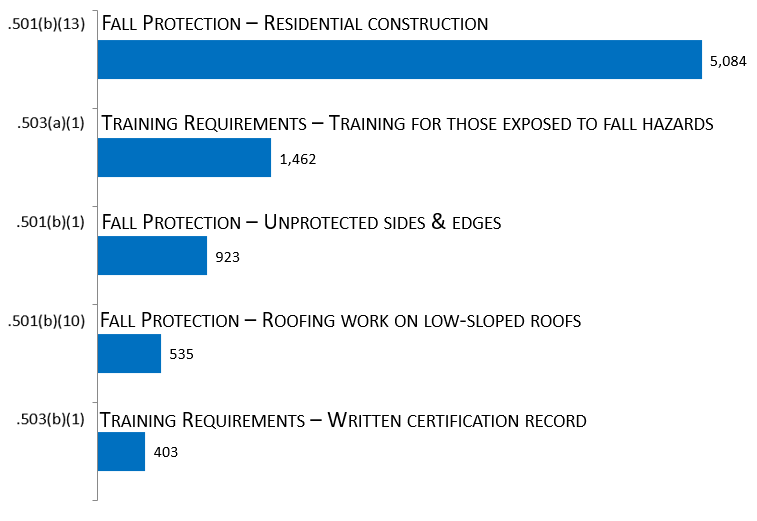 .501(b)(13) Fall Protection – Residential construction
5,084
.503(a)(1) Training Requirements – Training for those exposed to fall hazards
1,462
.501(b)(1) Fall Protection – Unprotected sides & edges
923
.501(b)(10) Fall Protection – Roofing work on low-sloped roofs
535
.503(b)(1) Training Requirements – Written certification record
403